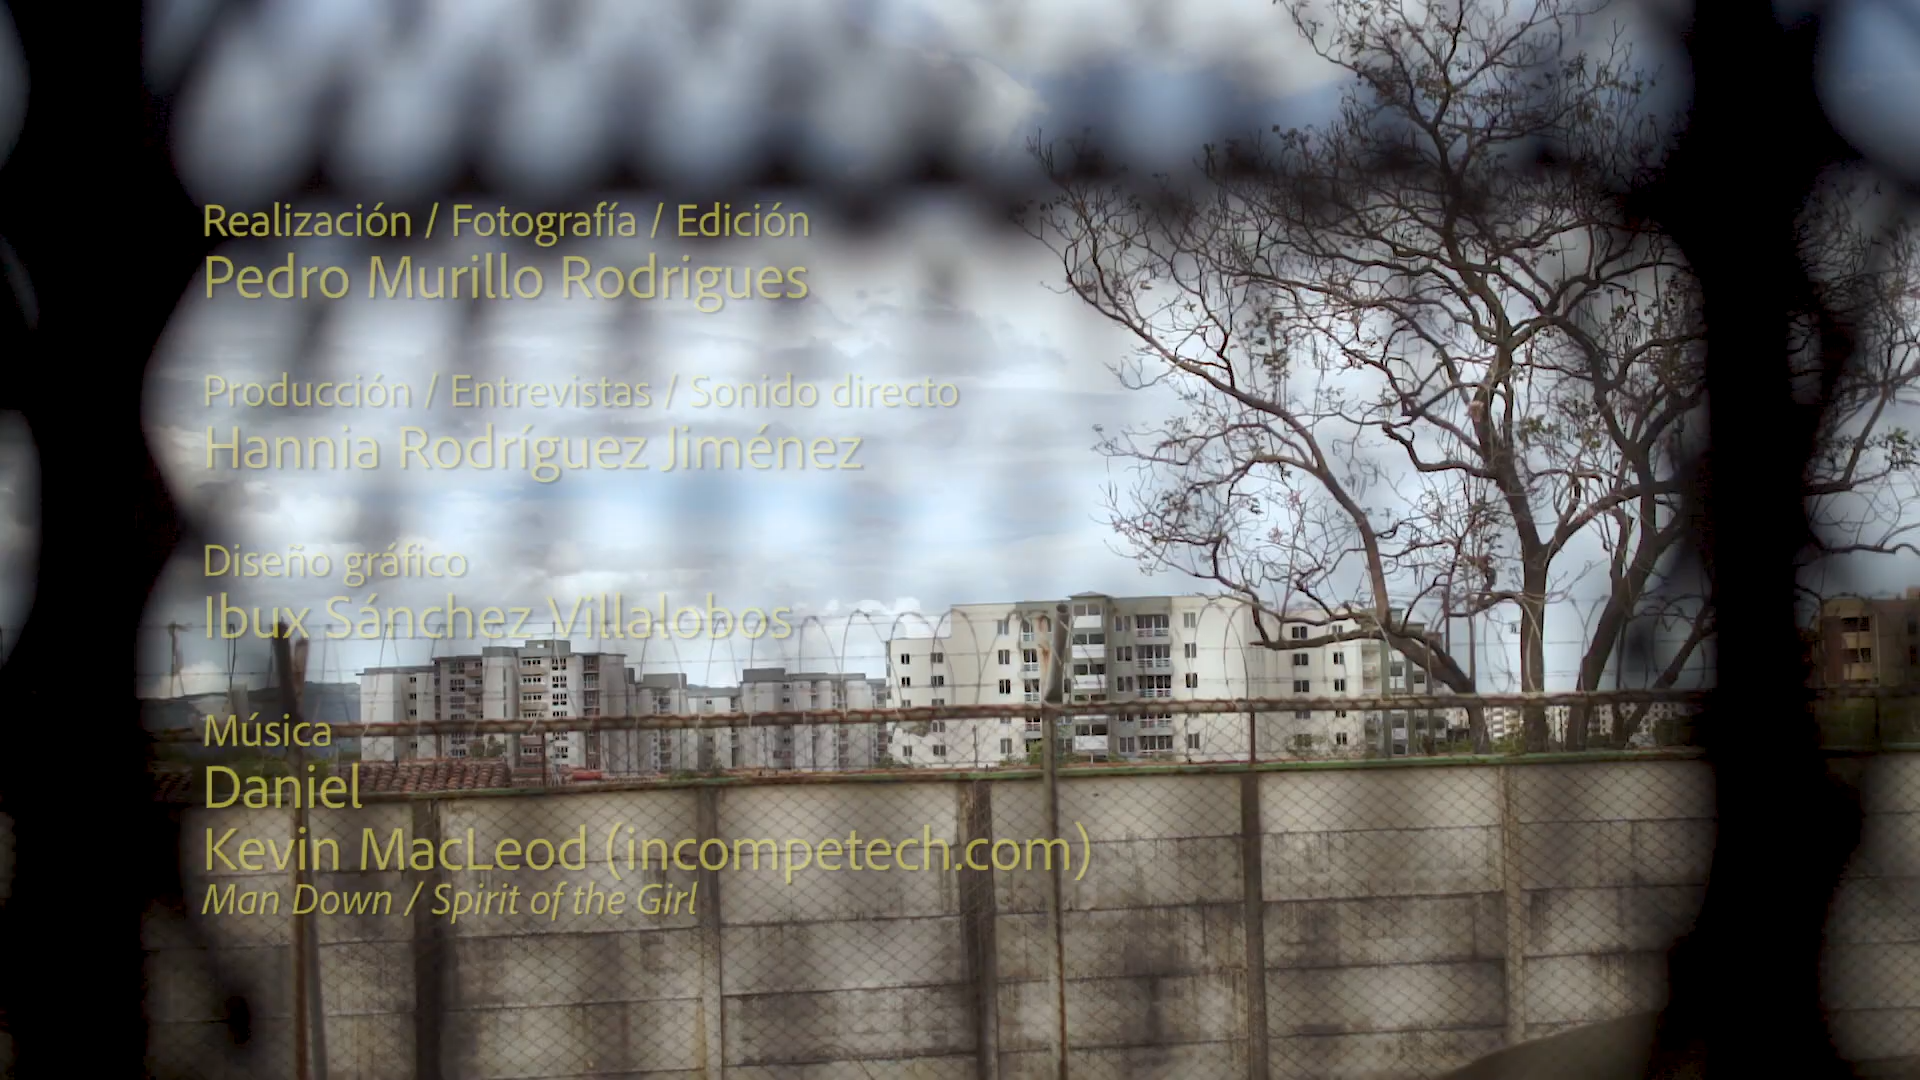 Realización / Fotografía / Edición
Pedro Murillo Rodrigues
Producción / Entrevistas / Sonido directo
Hannia Rodríguez Jiménez
Diseño gráfico
Ibux Sánchez Villalobos
Música
Daniel
Kevin MacLeod (incompetech.com)
Man Down / Spirit of the Girl